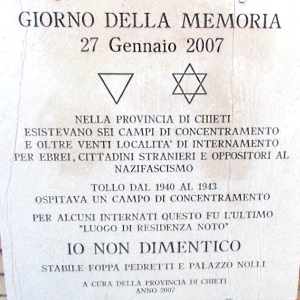 GIORNO DELLA MEMORIA
27 Gennaio 2007
NELLA PROVINCIA DI CHIETI
ESISTEVANO SEI CAMPI DI CONCENTRAMENTO
E OLTRE VENTI LOCALITA' DI INTERNAMENTO
PER EBREI, CITTADINI STRANIERI E OPPOSITORI AL
NAZIFASCISMO
TOLLO DAL 1940 AL 1943
OSPITAVA UN CAMPO DI CONCENTRAMENTO
PER ALCUNI INTERNATI QUESTO FU L'ULTIMO
"LUOGO DI RESIDENZA NOTO"
IO NON DIMENTICO
STABILE FOPPA PEDRETTI E PALAZZO NOLLI
A CURA DELLA PROVINCIA DI CHIETI
ANNO 2007